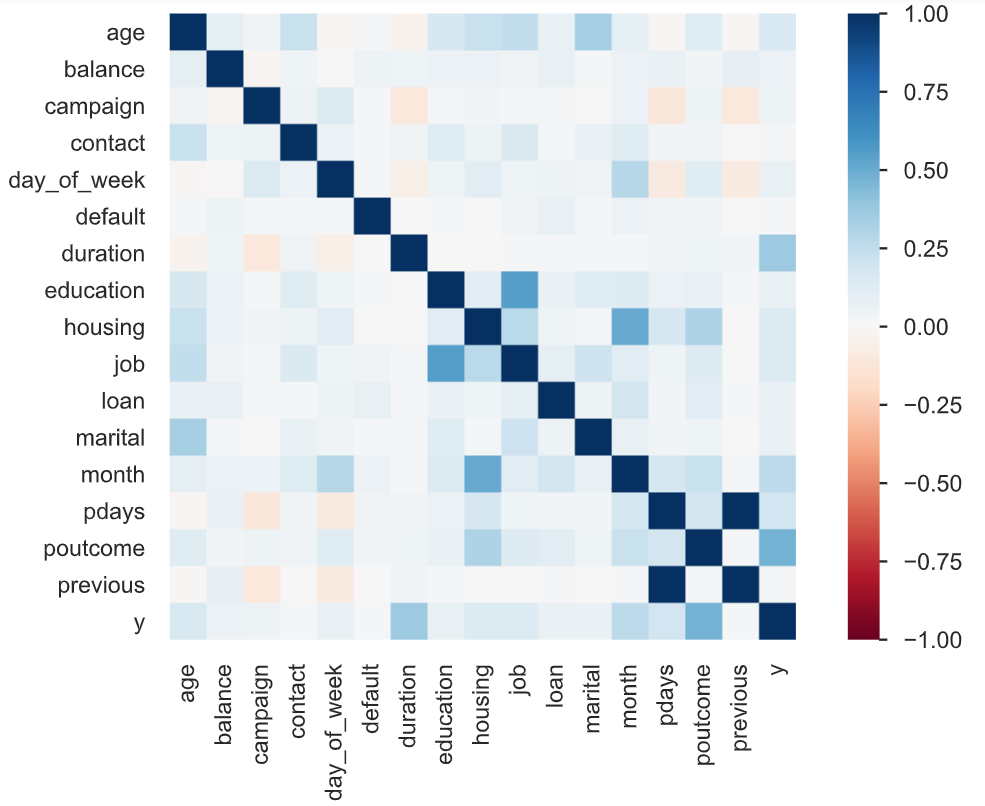 age
balance
campaign
contact
day_of_week
default
duration
education
housing
job
loan
marital
month
pdays
poutcome
previous
y
age
balance
campaign
contact
day_of_week
default
duration
education
housing
job
loan
marital
month
pdays
poutcome
previous
y
1.00
0.75
0.50
0.25
0.00
−0.25
−0.50
−0.75
−1.00